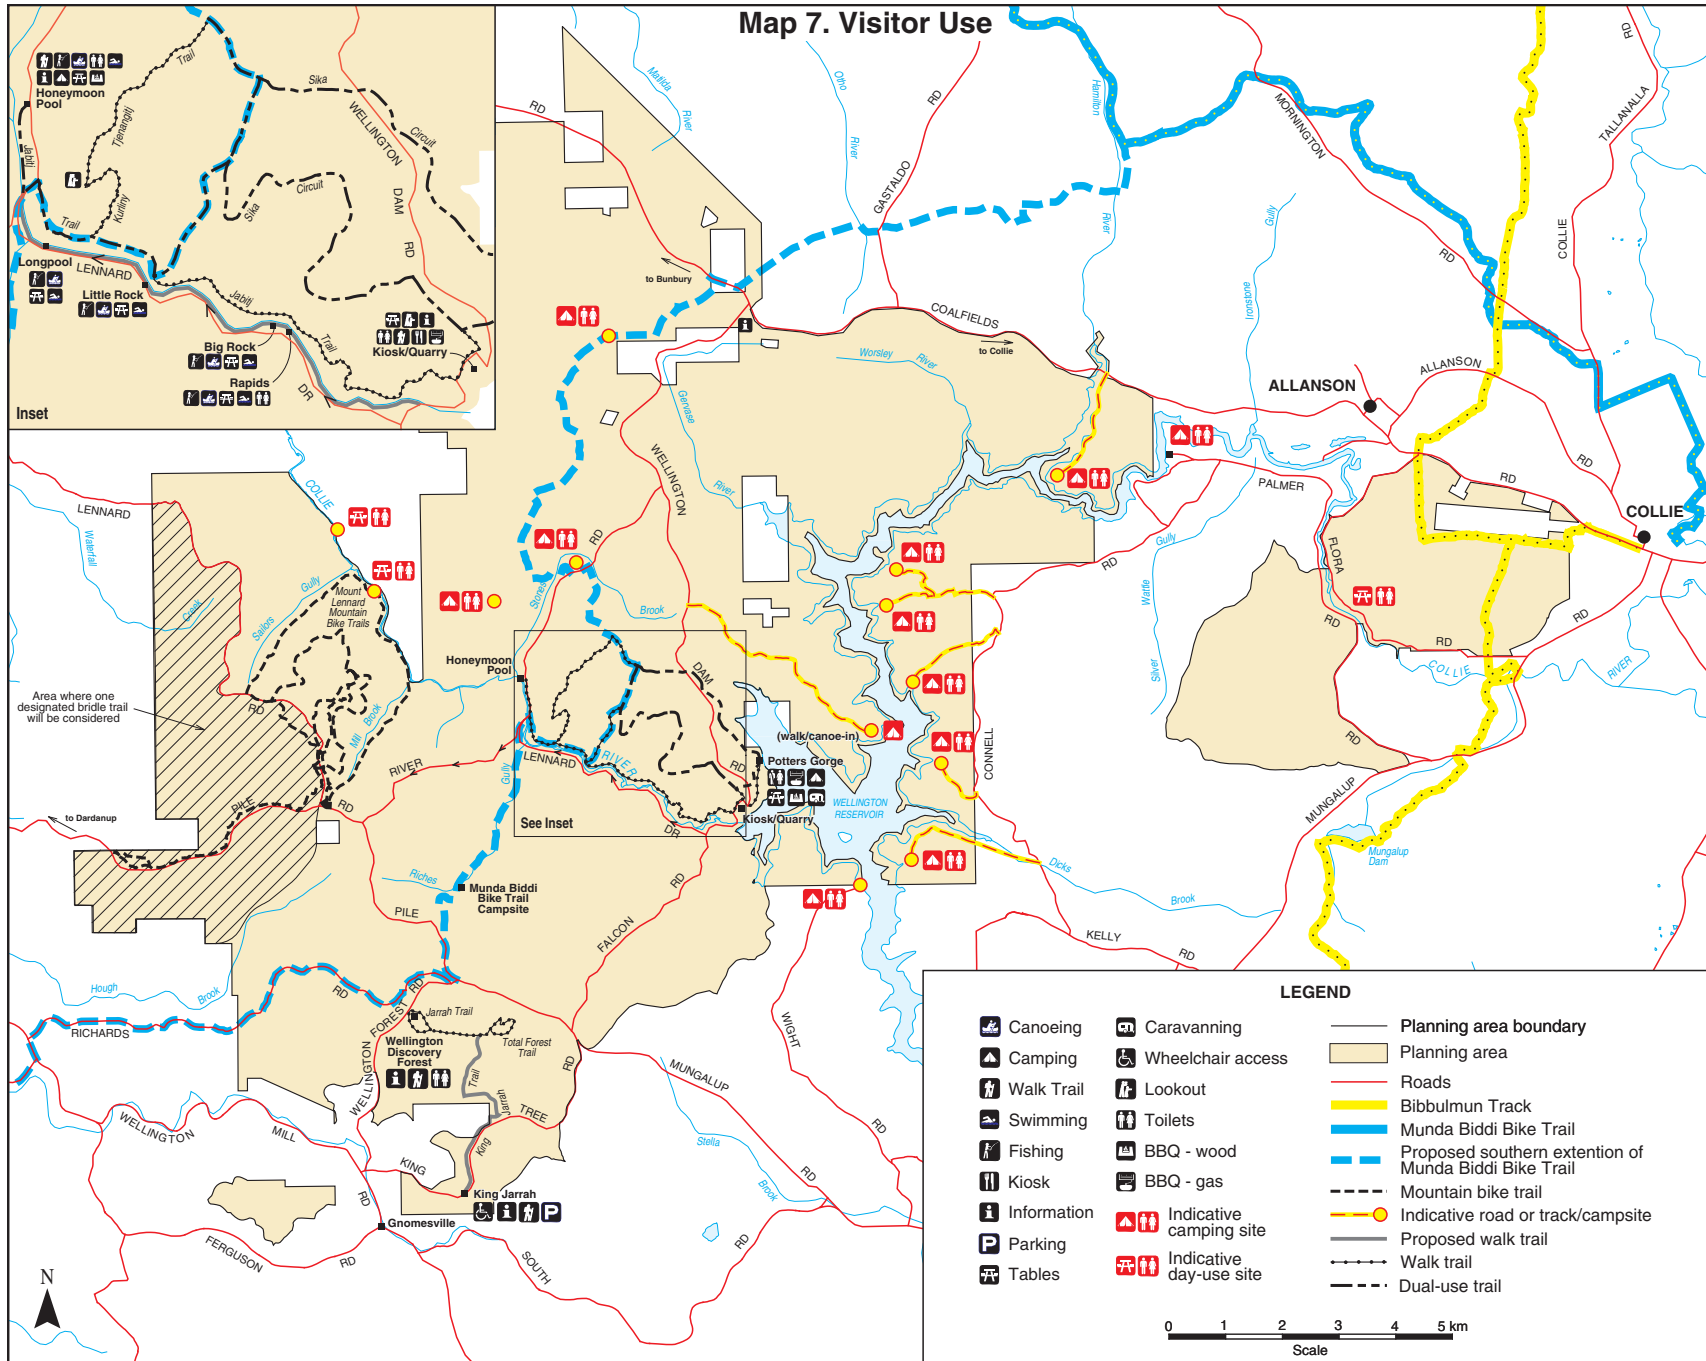 Map 7. Visitor Use
Trail
Sika
WELLINGTON
Circuit
DAM
RD
Honeymoon
Pool
Jabitj
Tjenangitj
Kurliny
Trail
Sika
Circuit
Longpool
LENNARD
Little Rock
Jabitj
Trail
Big Rock
Rapids
DR
Kiosk/Quarry
Inset
RD
Matilda
River
Otho
River
GASTALDO
RD
Hamilton
River
MORNINGTON
RD
TALLANALLA
RD
COLLIE
Gully
Ironstone
to Bunbury
COALFIELDS
to Collie
Worsley
River
Gervase
River
ALLANSON
ALLANSON
RD
RD
COLLIE
PALMER
FLORA
RD
RD
RD
COLLIE
RIVER
LENNARD
Waterfall
Creek
COLLIE
Gully
Sailors
Mount
Lennard
Mountain
Bike Trails
Mill
Brook
RD
WELLINGTON
RD
Stones
Brook
Honeymoon
Pool
DAM
RD
RD
Gully
Wattle
Silver
Area where one
designated bridle trail
will be considered
RD
PILE
RD
to Dardanup
RIVER
Gully
LENNARD
RIVER
DR
See Inset
(walk/canoe-in)
Potters Gorge
Kiosk/Quarry
WELLINGTON
RESERVOIR
CONNELL
RD
MUNGALUP
Mungalup
Dam
Dicks
Brook
Riches
Munda Biddi
Bike Trail
Campsite
PILE
FALCON
RD
KELLY
RD
Hough
Brook
RICHARDS
RD
RD
FOREST
WELLINGTON
Jarrah Trail
Total Forest
Trail
Wellington
Discovery
Forest
Trail
Jarrah
King
RD
TREE
KING
MUNGALUP
RD
WIGHT
RD
Stella
Brook
WELLINGTON
MILL
RD
King Jarrah
Gnomesville
FERGUSON
RD
SOUTH
RD
N
LEGEND
Canoeing
Camping
Walk Trail
Swimming
Fishing
Kiosk
Information
P Parking
Tables
Caravanning
Wheelchair access
Lookout
Toilets
BBQ - wood
BBQ - gas
Indicative
camping site
Indicative
day-use site
Planning area boundary
Planning area
Roads
Bibbulmun Track
Munda Biddi Bike Trail
Proposed southern extention of
Munda Biddi Bike Trail
Mountain bike trail
Indicative road or track/campsite
Proposed walk trail
Walk trail
Dual-use trail
0 1 2 3 4 5 km
Scale